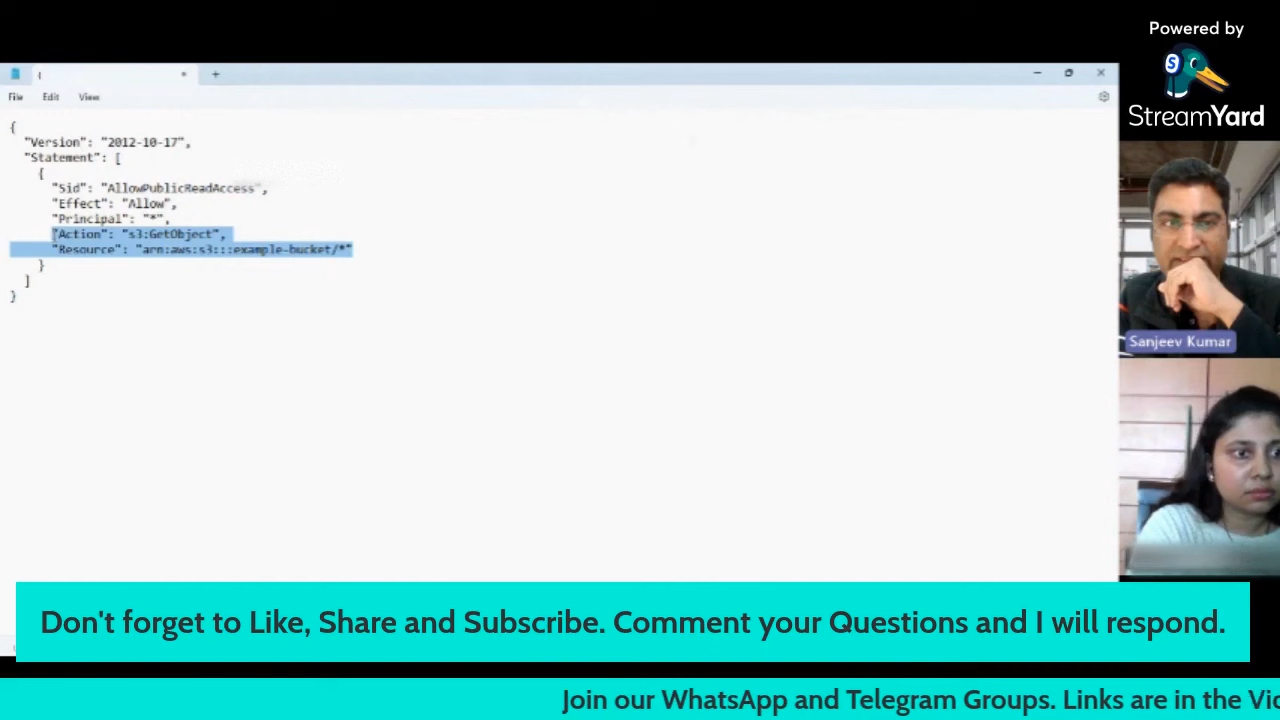 Powered by
StreamYard
File Edit View
{
"Version": "2012-10-17",
"Statement": [
{
"Sid": "AllowPublicReadAccess",
"Effect": "Allow",
"Principal": "*",
"Action": "s3:GetObject",
"Resource": "arn:aws:s3:::example-bucket/*"
}
]
}
Sanjeev Kumar
Don't forget to Like, Share and Subscribe. Comment your Questions and I will respond.
Join our WhatsApp and Telegram Groups. Links are in the